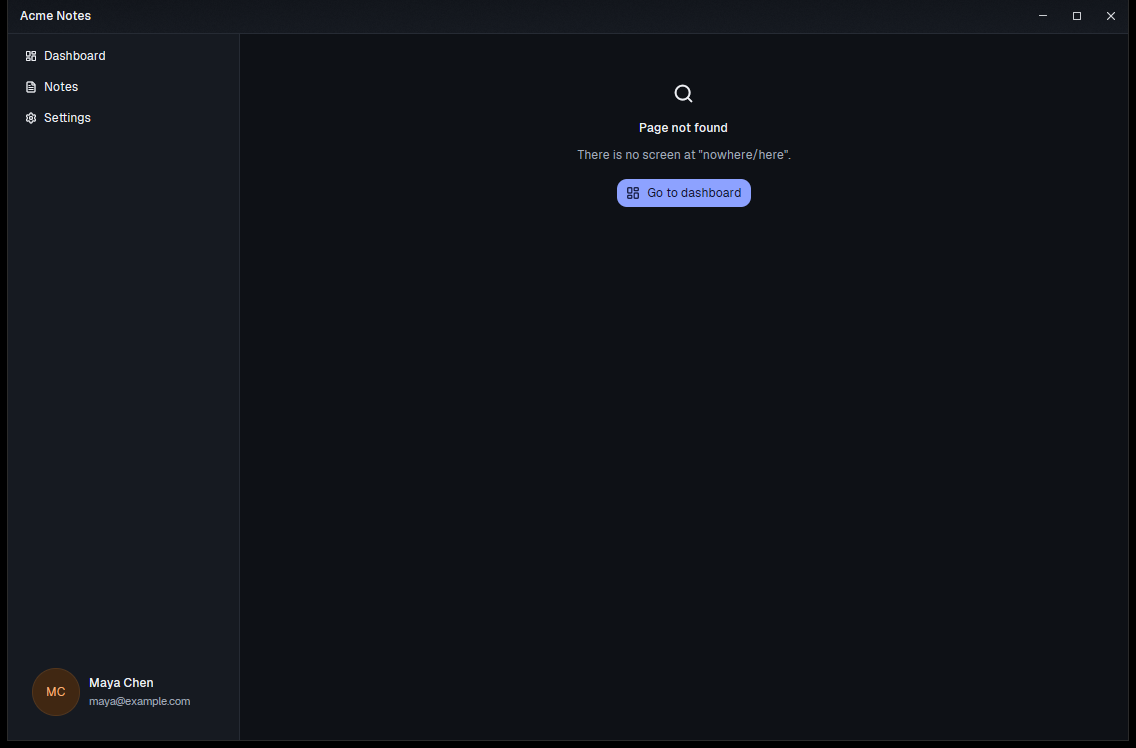 Acme Notes
Dashboard
Notes
Settings
Page not found
There is no screen at "nowhere/here".
Go to dashboard
MC
Maya Chen
maya@example.com